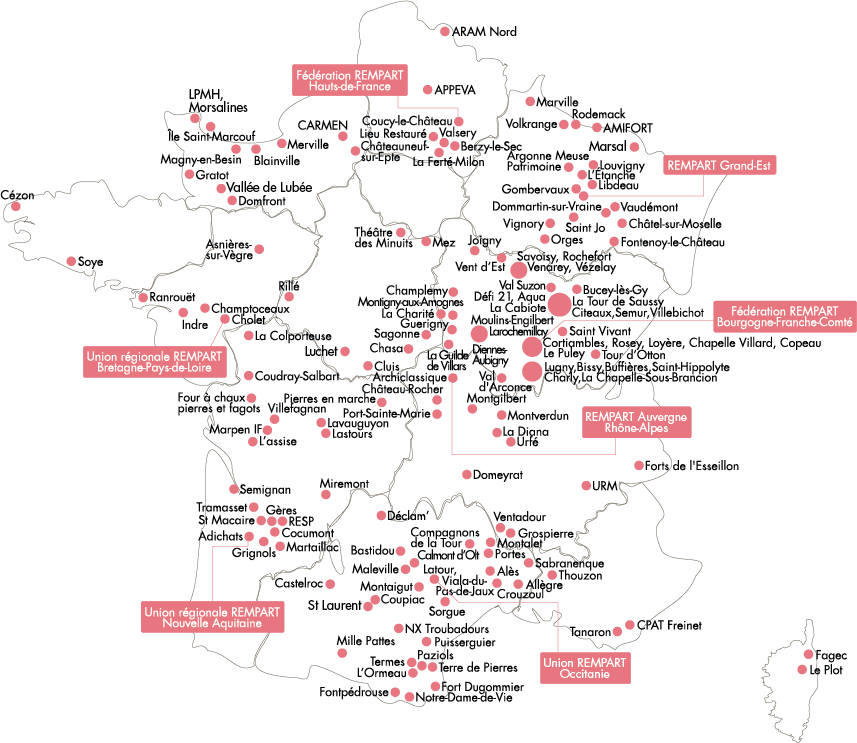 ARAM Nord
Fédération REMPART
Hauts-de-France
APPEVA
LPMH,
Morsalines
Île Saint-Marcouf
Magny-en-Besin
Gratot
Blainville
Merville
Vallée de Lubée
Domfront
CARMEN
Châteauneuf-
sur-Epte
Coucy-le-Château
Lieu Restauré
Valsery
Berzy-le-Sec
La Ferté-Milon
Marville
Rodemack
Volkrange
AMIFORT
Marsal
Argonne Meuse
Patrimoine
Louvigny
L'Étanche
Libdeau
REMPART Grand-Est
Gombervaux
Dommartin-sur-Vraine
Vaudémont
Saint Jo
Châtel-sur-Moselle
Vignory
Orges
Fontenoy-le-Château
Cézon
Soye
Asnières-
sur-Vègre
Théâtre
des Minuits
Mez
Joigny
Savoisy, Rochefort
Vent d'Est
Venarey, Vézelay
Ranrouët
Indre
Champtoceaux
Cholet
Rillé
La Colporteuse
Union régionale REMPART
Bretagne-Pays-de-Loire
Luchet
Coudray-Salbart
Champlemy
Montigny-aux-Amognes
La Charité
Guerigny
Sagonne
Chasa
Cluis
Val Suzon
Bucey-lès-Gy
Défi 21, Aqua
La Cabiote
La Tour de Saussy
Citeaux,Semur,Villebichot
Moulins-Engilbert
Larochemillay
Saint Vivant
Fédération REMPART
Bourgogne-Franche-Comté
Cortiambles, Rosey, Loyère, Chapelle Villard, Copeau
Le Puley
Tour d'Otton
La Guilde
de Villars
Diennes-
Aubigny
Lugny,Bissy,Buffières,Saint-Hippolyte
Charly,La Chapelle-Sous-Brancion
Archiclassique
Val
d'Arconce
Château-Rocher
Montgilbert
Four à chaux
pierres et fagots
Villefagnan
Pierres en marche
Port-Sainte-Marie
Marpen IF
L'assise
Lavauguyon
Lastours
Montverdun
La Digna
Urfé
REMPART Auvergne
Rhône-Alpes
Domeyrat
Forts de l'Esseillon
URM
Semignan
Miremont
Tramasset
Gères
St Macaire
RESP
Adichats
Cocumont
Grignols
Martaillac
Déclam'
Ventadour
Grospierre
Compagnons
de la Tour
Montalet
Portes
Bastidou
Calmont d'Olt
Sabranenque
Maleville
Latour,
Viala-du-
Pas-de-Jaux
Alès
Thouzon
Allègre
Crouzoul
Castelroc
Montaigut
Coupiac
St Laurent
Sorgue
Union régionale REMPART
Nouvelle Aquitaine
NX Troubadours
Mille Pattes
Puisserguier
Paziols
Termes
Terre de Pierres
L'Ormeau
Fort Dugommier
Fontpédrouse
Notre-Dame-de-Vie
Union REMPART
Occitanie
Tanaron
CPAT Freinet
Fagec
Le Plot